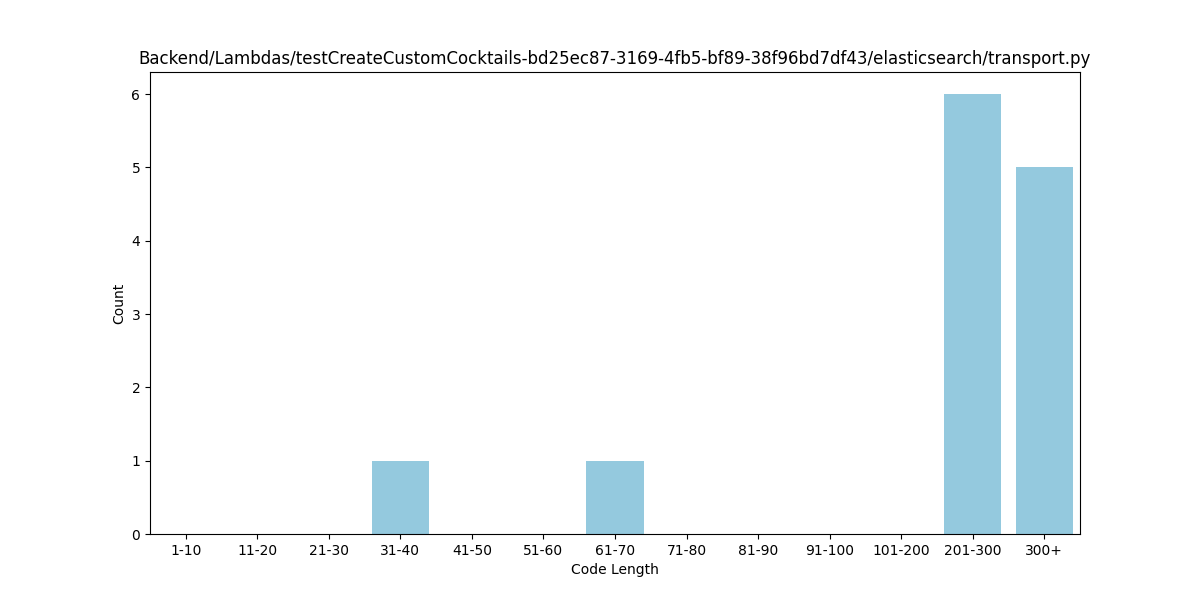 Backend/Lambdas/testCreateCustomCocktails-bd25ec87-3169-4fb5-bf89-38f96bd7df43/elasticsearch/transport.py
6
5
4
3
2
1
0
Count
1-10 11-20 21-30 31-40 41-50 51-60 61-70 71-80 81-90 91-100 101-200 201-300 300+
Code Length